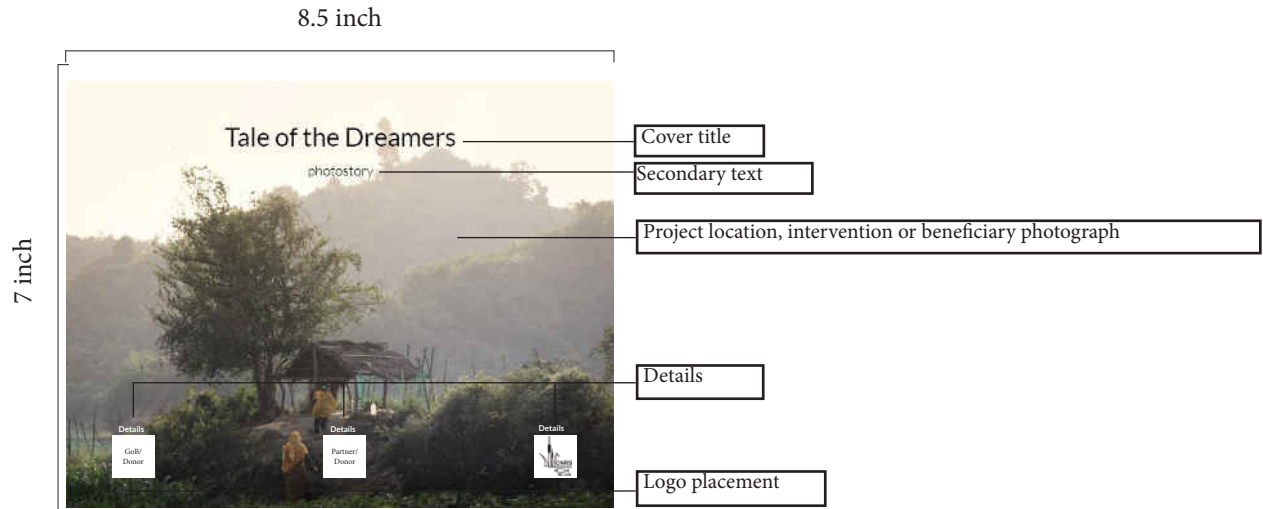 8.5 inch
7 inch
Tale of the Dreamers
photostory
Cover title
Secondary text
Project location, intervention or beneficiary photograph
Details
Details
Details
Details
GoB/
Donor
Partner/
Donor
CNRS
Logo placement